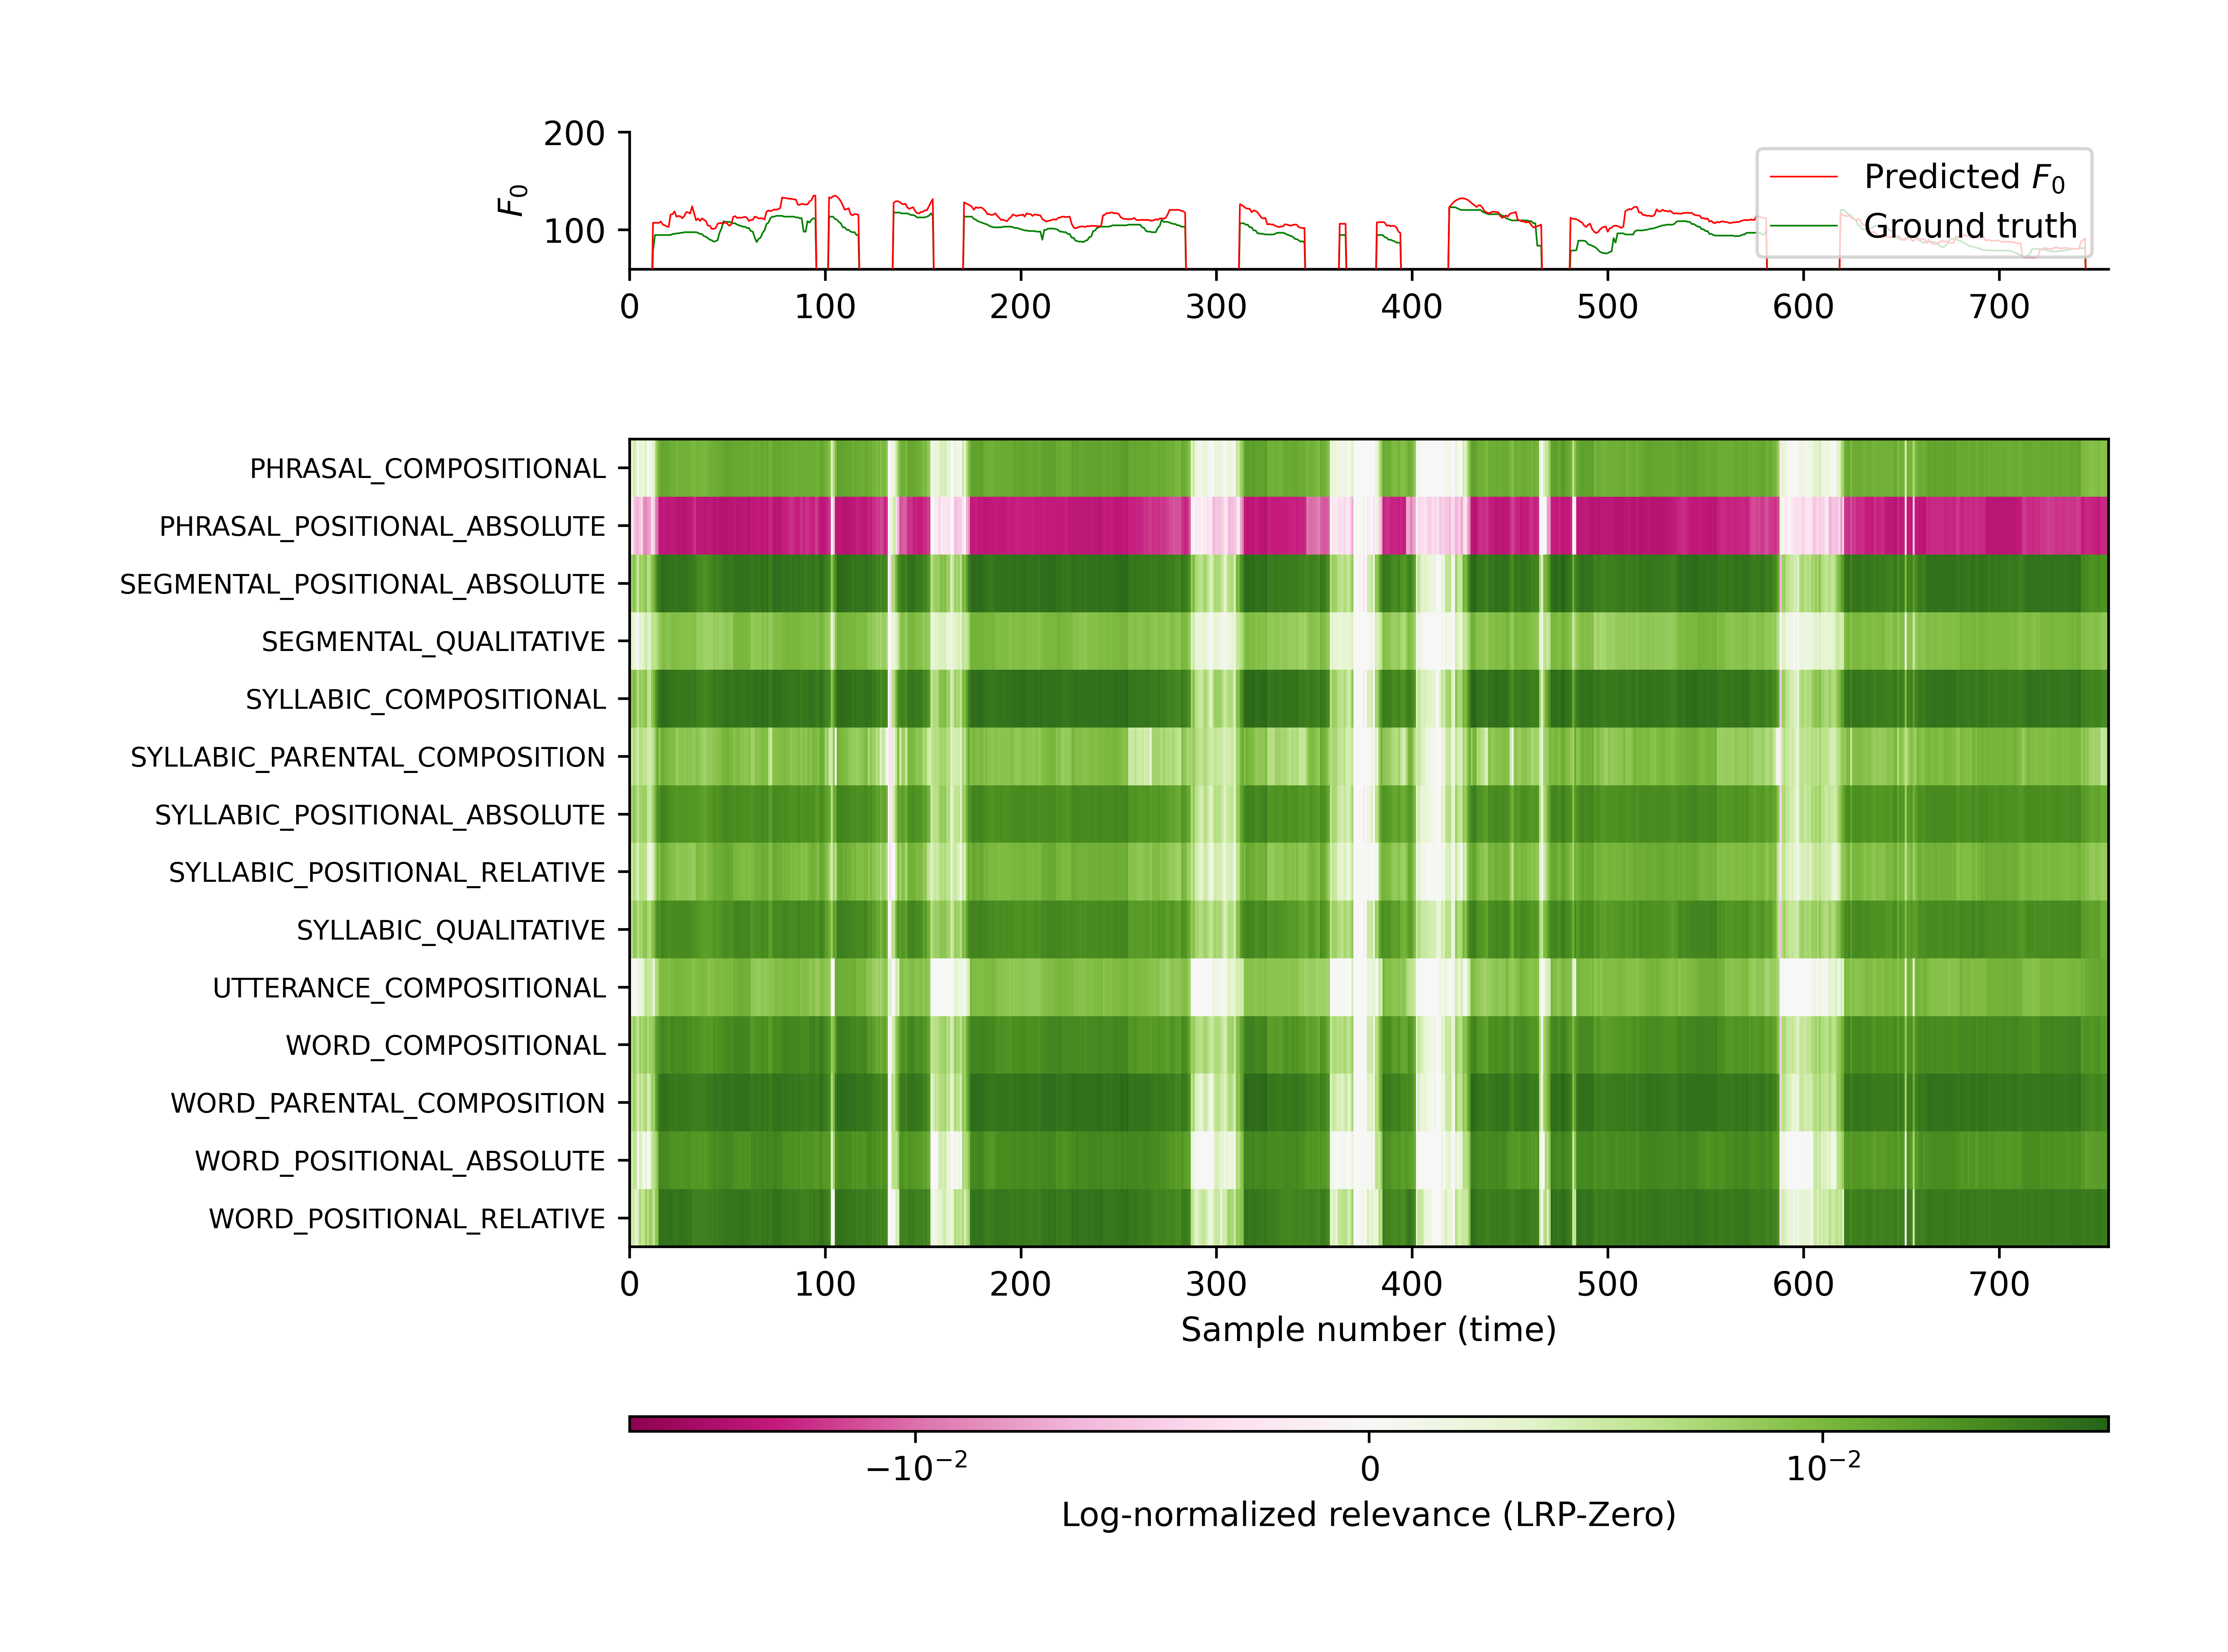 200
100
F₀
Predicted F₀
Ground truth
0 100 200 300 400 500 600 700
PHRASAL_COMPOSITIONAL
PHRASAL_POSITIONAL_ABSOLUTE
SEGMENTAL_POSITIONAL_ABSOLUTE
SEGMENTAL_QUALITATIVE
SYLLABIC_COMPOSITIONAL
SYLLABIC_PARENTAL_COMPOSITION
SYLLABIC_POSITIONAL_ABSOLUTE
SYLLABIC_POSITIONAL_RELATIVE
SYLLABIC_QUALITATIVE
UTTERANCE_COMPOSITIONAL
WORD_COMPOSITIONAL
WORD_PARENTAL_COMPOSITION
WORD_POSITIONAL_ABSOLUTE
WORD_POSITIONAL_RELATIVE
0 100 200 300 400 500 600 700
Sample number (time)
−10⁻² 0 10⁻²
Log-normalized relevance (LRP-Zero)